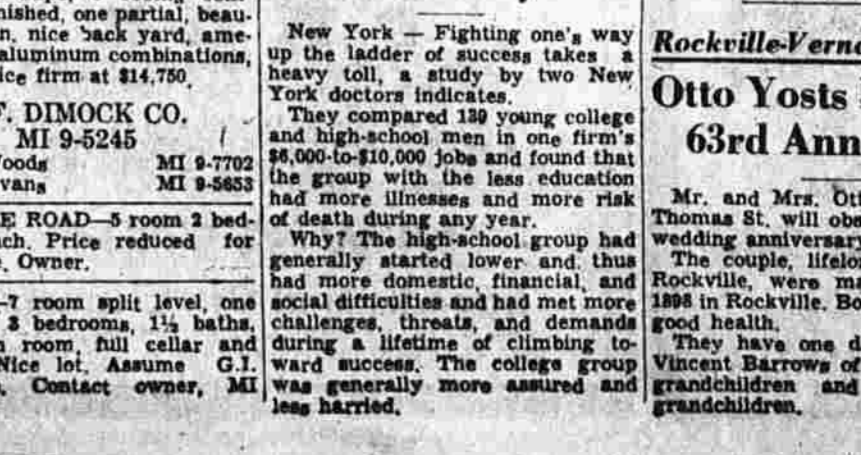 nished, one partial, beau-
n, nice back yard, ame-
aluminum combinations,
ice firm at $14,750.
F. DIMOCK CO.
MI 9-5245
oods MI 9-7702
vans MI 9-5653
E ROAD—5 room 2 bed-
ch. Price reduced for
. Owner.
—7 room split level, one
3 bedrooms, 1½ baths,
room, full cellar and
Nice lot. Assume G.I.
Contact owner, MI
New York — Fighting one's way
up the ladder of success takes a
heavy toll, a study by two New
York doctors indicates.
They compared 139 young college
and high-school men in one firm's
$6,000-to-$10,000 jobs and found that
the group with the less education
had more illnesses and more risk
of death during any year.
Why? The high-school group had
generally started lower and, thus
had more domestic, financial, and
social difficulties and had met more
challenges, threats, and demands
during a lifetime of climbing to-
ward success. The college group
was generally more assured and
less harried.
Rockville-Verno
Otto Yosts
63rd Ann
Mr. and Mrs. Ott
Thomas St. will obs
wedding anniversar
The couple, lifelo
Rockville, were ma
1898 in Rockville. Bo
good health.
They have one d
Vincent Barrows of
grandchildren and
grandchildren.